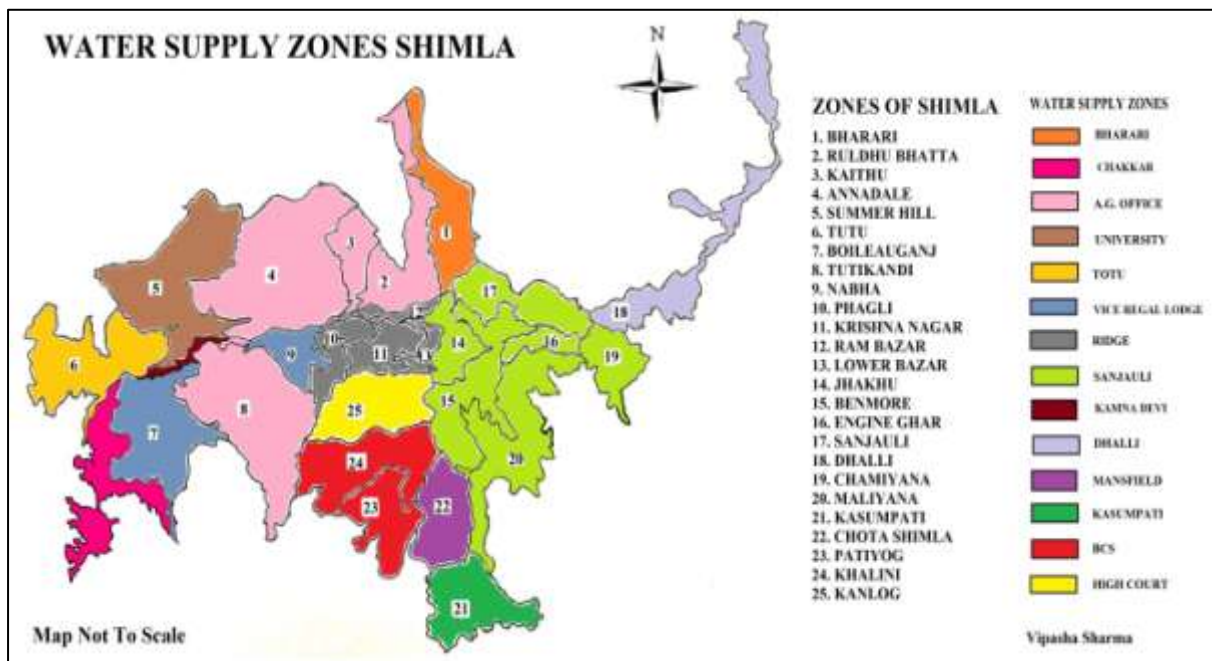 WATER SUPPLY ZONES SHIMLA
N
ZONES OF SHIMLA
1. BHARARI
2. RULDHU BHATTA
3. KAITHU
4. ANNADALE
5. SUMMER HILL
6. TUTU
7. BOILEAUGANJ
8. TUTIKANDI
9. NABHA
10. PHAGLI
11. KRISHNA NAGAR
12. RAM BAZAR
13. LOWER BAZAR
14. JHAKHU
15. BENMORE
16. ENGINE GHAR
17. SANJAULI
18. DHALLI
19. CHAMIYANA
20. MALIYANA
21. KASUMPATI
22. CHOTA SHIMLA
23. PATIYOG
24. KHALINI
25. KANLOG
WATER SUPPLY ZONES
BHARARI
CHAKKAR
A.G. OFFICE
UNIVERSITY
TOTU
VICE REGAL LODGE
RIDGE
SANJAULI
KAMNA DEVI
DHALLI
MANSFIELD
KASUMPATI
BCS
HIGH COURT
1
3
2
4
5
17
18
12
10
11
13
14
16
19
9
6
15
25
8
7
20
24
23
22
21
Map Not To Scale
Vipasha Sharma